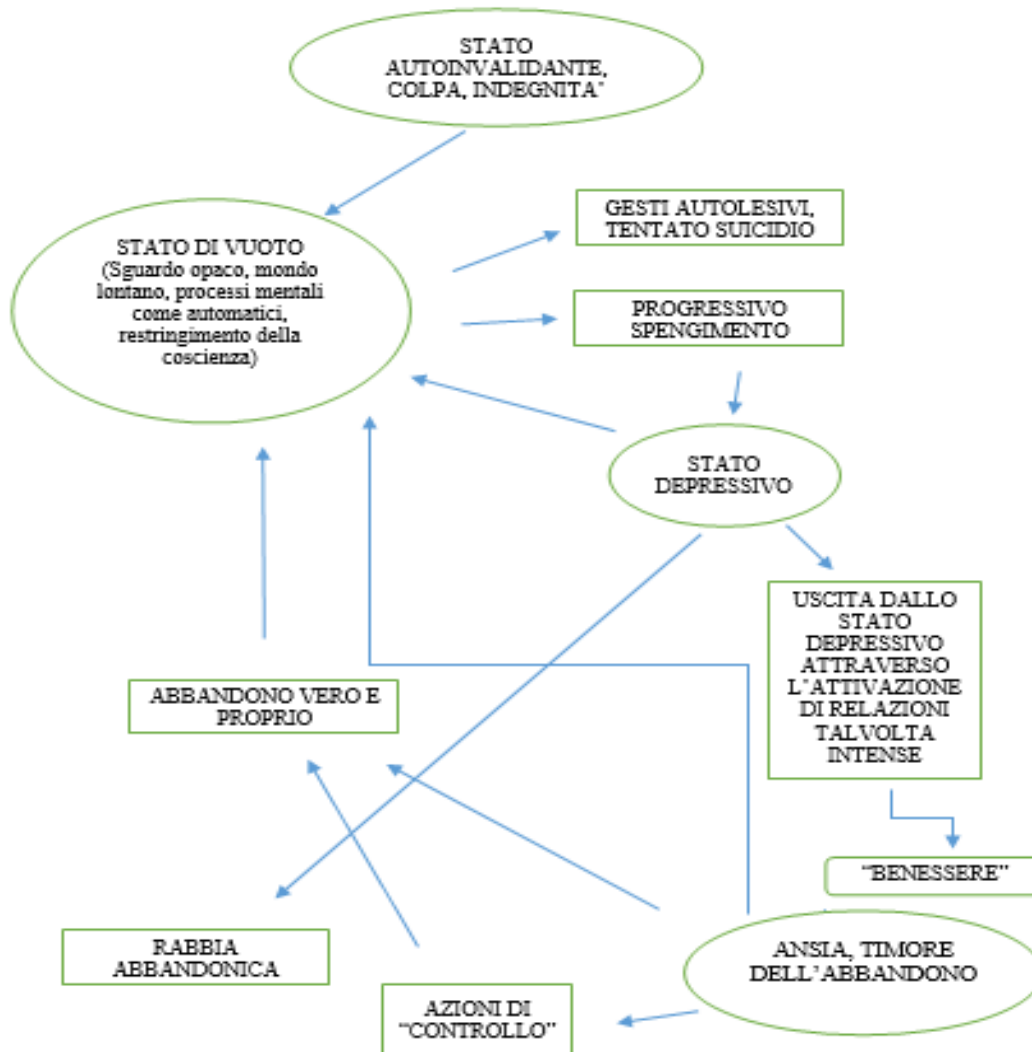 STATO
AUTOINVALIDANTE,
COLPA, INDEGNITA'
GESTI AUTOLESIVI,
TENTATO SUICIDIO
STATO DI VUOTO
(Sguardo opaco, mondo
lontano, processi mentali
come automatici,
restringimento della
coscienza)
PROGRESSIVO
SPENGIMENTO
STATO
DEPRESSIVO
USCITA DALLO
STATO
DEPRESSIVO
ATTRAVERSO
L'ATTIVAZIONE
DI RELAZIONI
TALVOLTA
INTENSE
ABBANDONO VERO E
PROPRIO
“BENESSERE”
RABBIA
ABBANDONICA
ANSIA, TIMORE
DELL'ABBANDONO
AZIONI DI
“CONTROLLO”